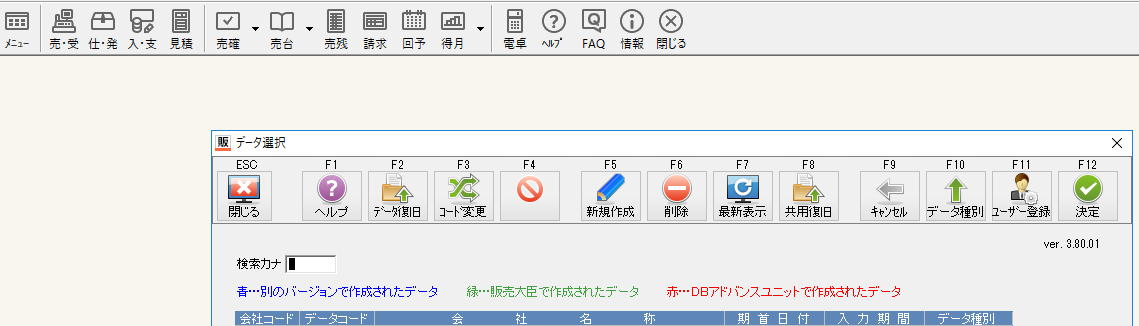 ﾒﾆｭｰ 売・受 仕・発 入・支 見積 売確 売台 売残 請求 回予 得月 電卓 ﾍﾙﾌﾟ FAQ 情報 閉じる
販 データ選択
ESC F1 F2 F3 F4 F5 F6 F7 F8 F9 F10 F11 F12
閉じる ヘルプ ﾃﾞｰﾀ復旧 ｺｰﾄﾞ変更 新規作成 削除 最新表示 共用復旧 ｷｬﾝｾﾙ データ種別 ユーザー登録 決定
ver. 3.80.01
検索カナ
青…別のバージョンで作成されたデータ 緑…販売大臣で作成されたデータ 赤…DBアドバンスユニットで作成されたデータ
会社コード データコード 会社名称 期首日付 入力期間 データ種別